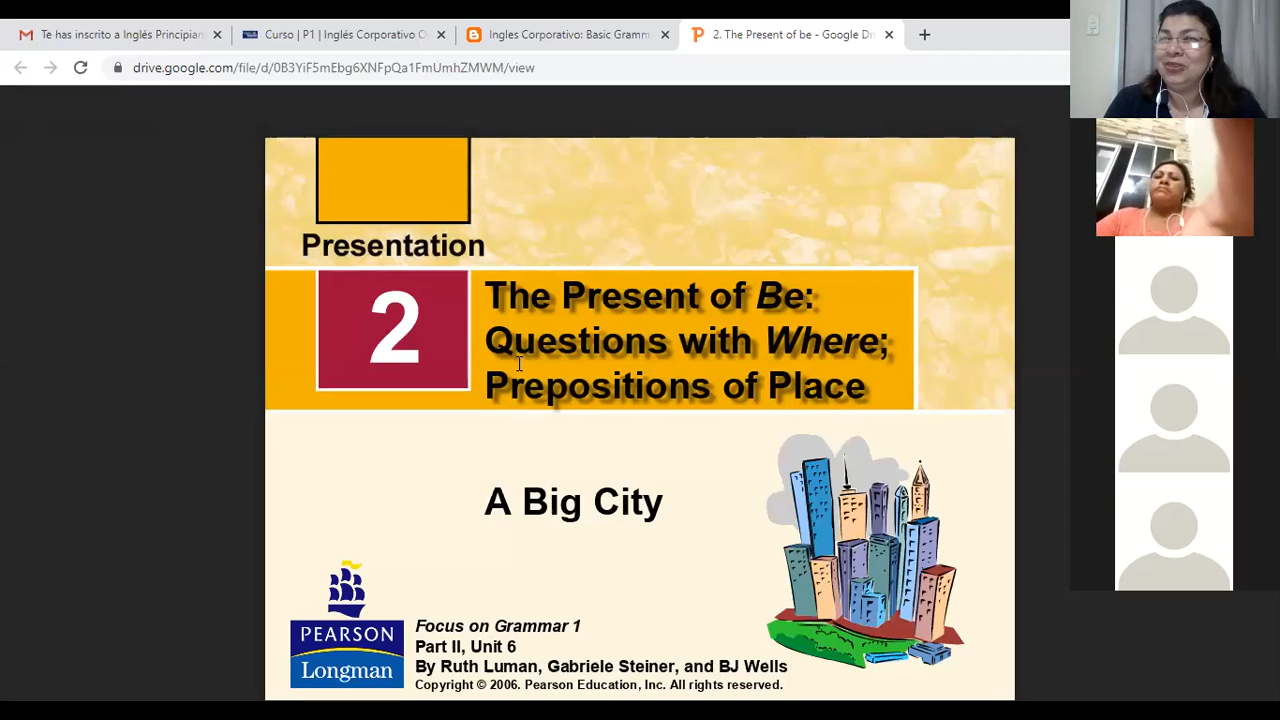 Te has inscrito a Inglés Principian
Curso | P1 | Inglés Corporativo O
Ingles Corporativo: Basic Gramm
2. The Present of be - Google Dr
drive.google.com/file/d/0B3YiF5mEbg6XNFpQa1FmUmhZMWM/view
Presentation
2
The Present of Be:
Questions with Where;
Prepositions of Place
A Big City
PEARSON
Longman
Focus on Grammar 1
Part II, Unit 6
By Ruth Luman, Gabriele Steiner, and BJ Wells
Copyright © 2006. Pearson Education, Inc. All rights reserved.